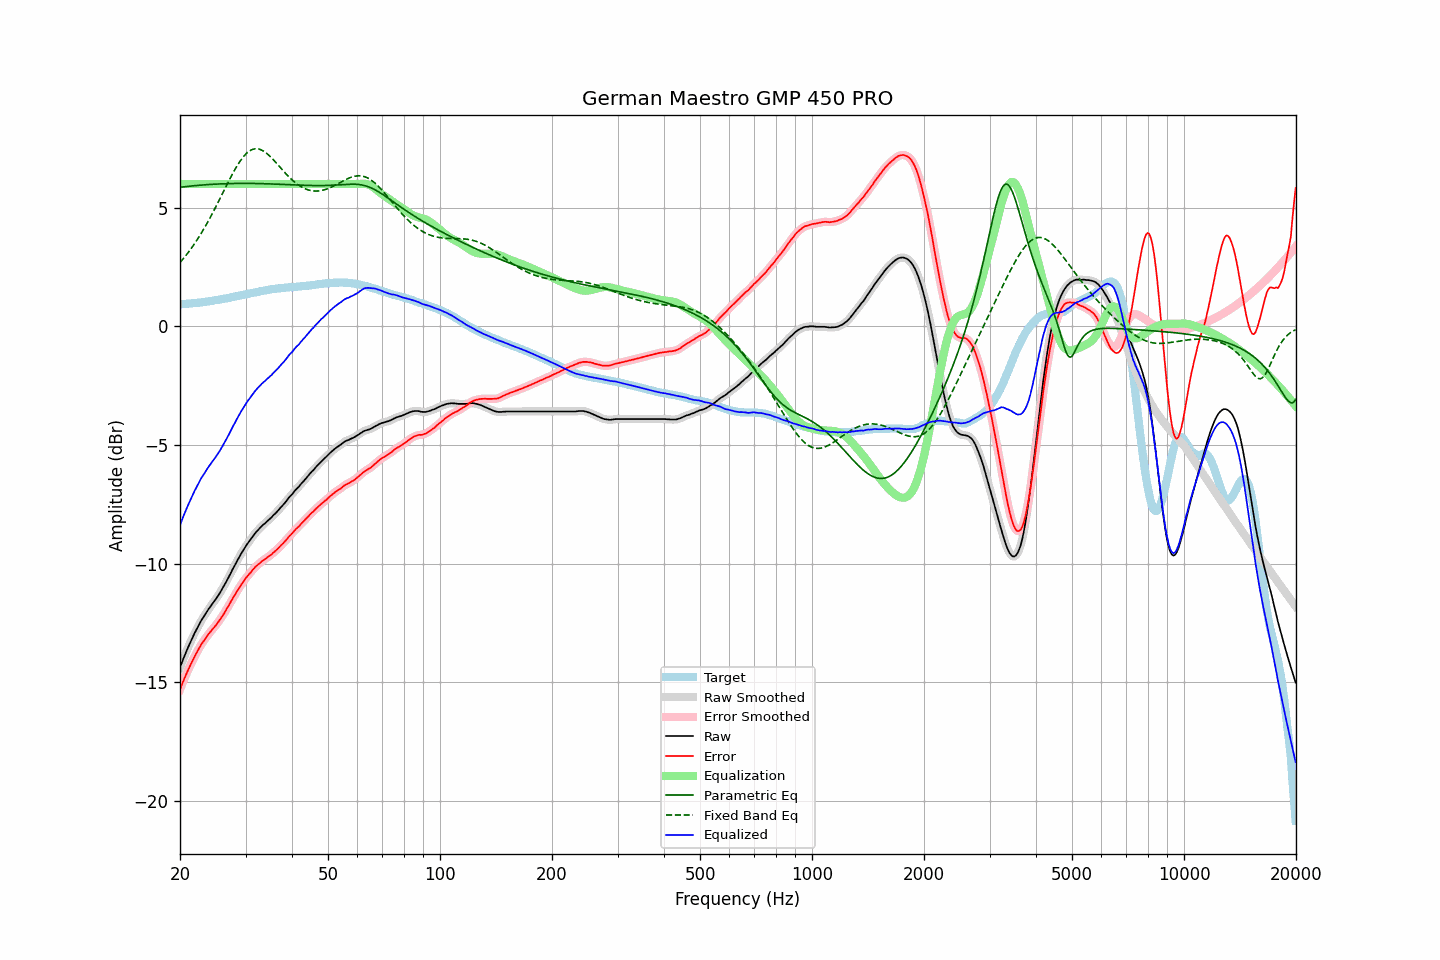 German Maestro GMP 450 PRO
Amplitude (dBr)
5
0
−5
−10
−15
−20
Target
Raw Smoothed
Error Smoothed
Raw
Error
Equalization
Parametric Eq
Fixed Band Eq
Equalized
20 50 100 200 500 1000 2000 5000 10000 20000
Frequency (Hz)